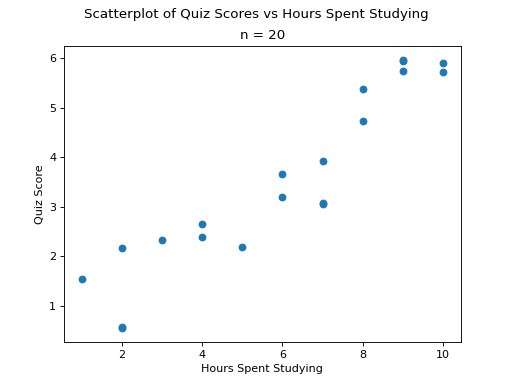 Scatterplot of Quiz Scores vs Hours Spent Studying
n = 20
6
5
4
3
2
1
Quiz Score
2 4 6 8 10
Hours Spent Studying